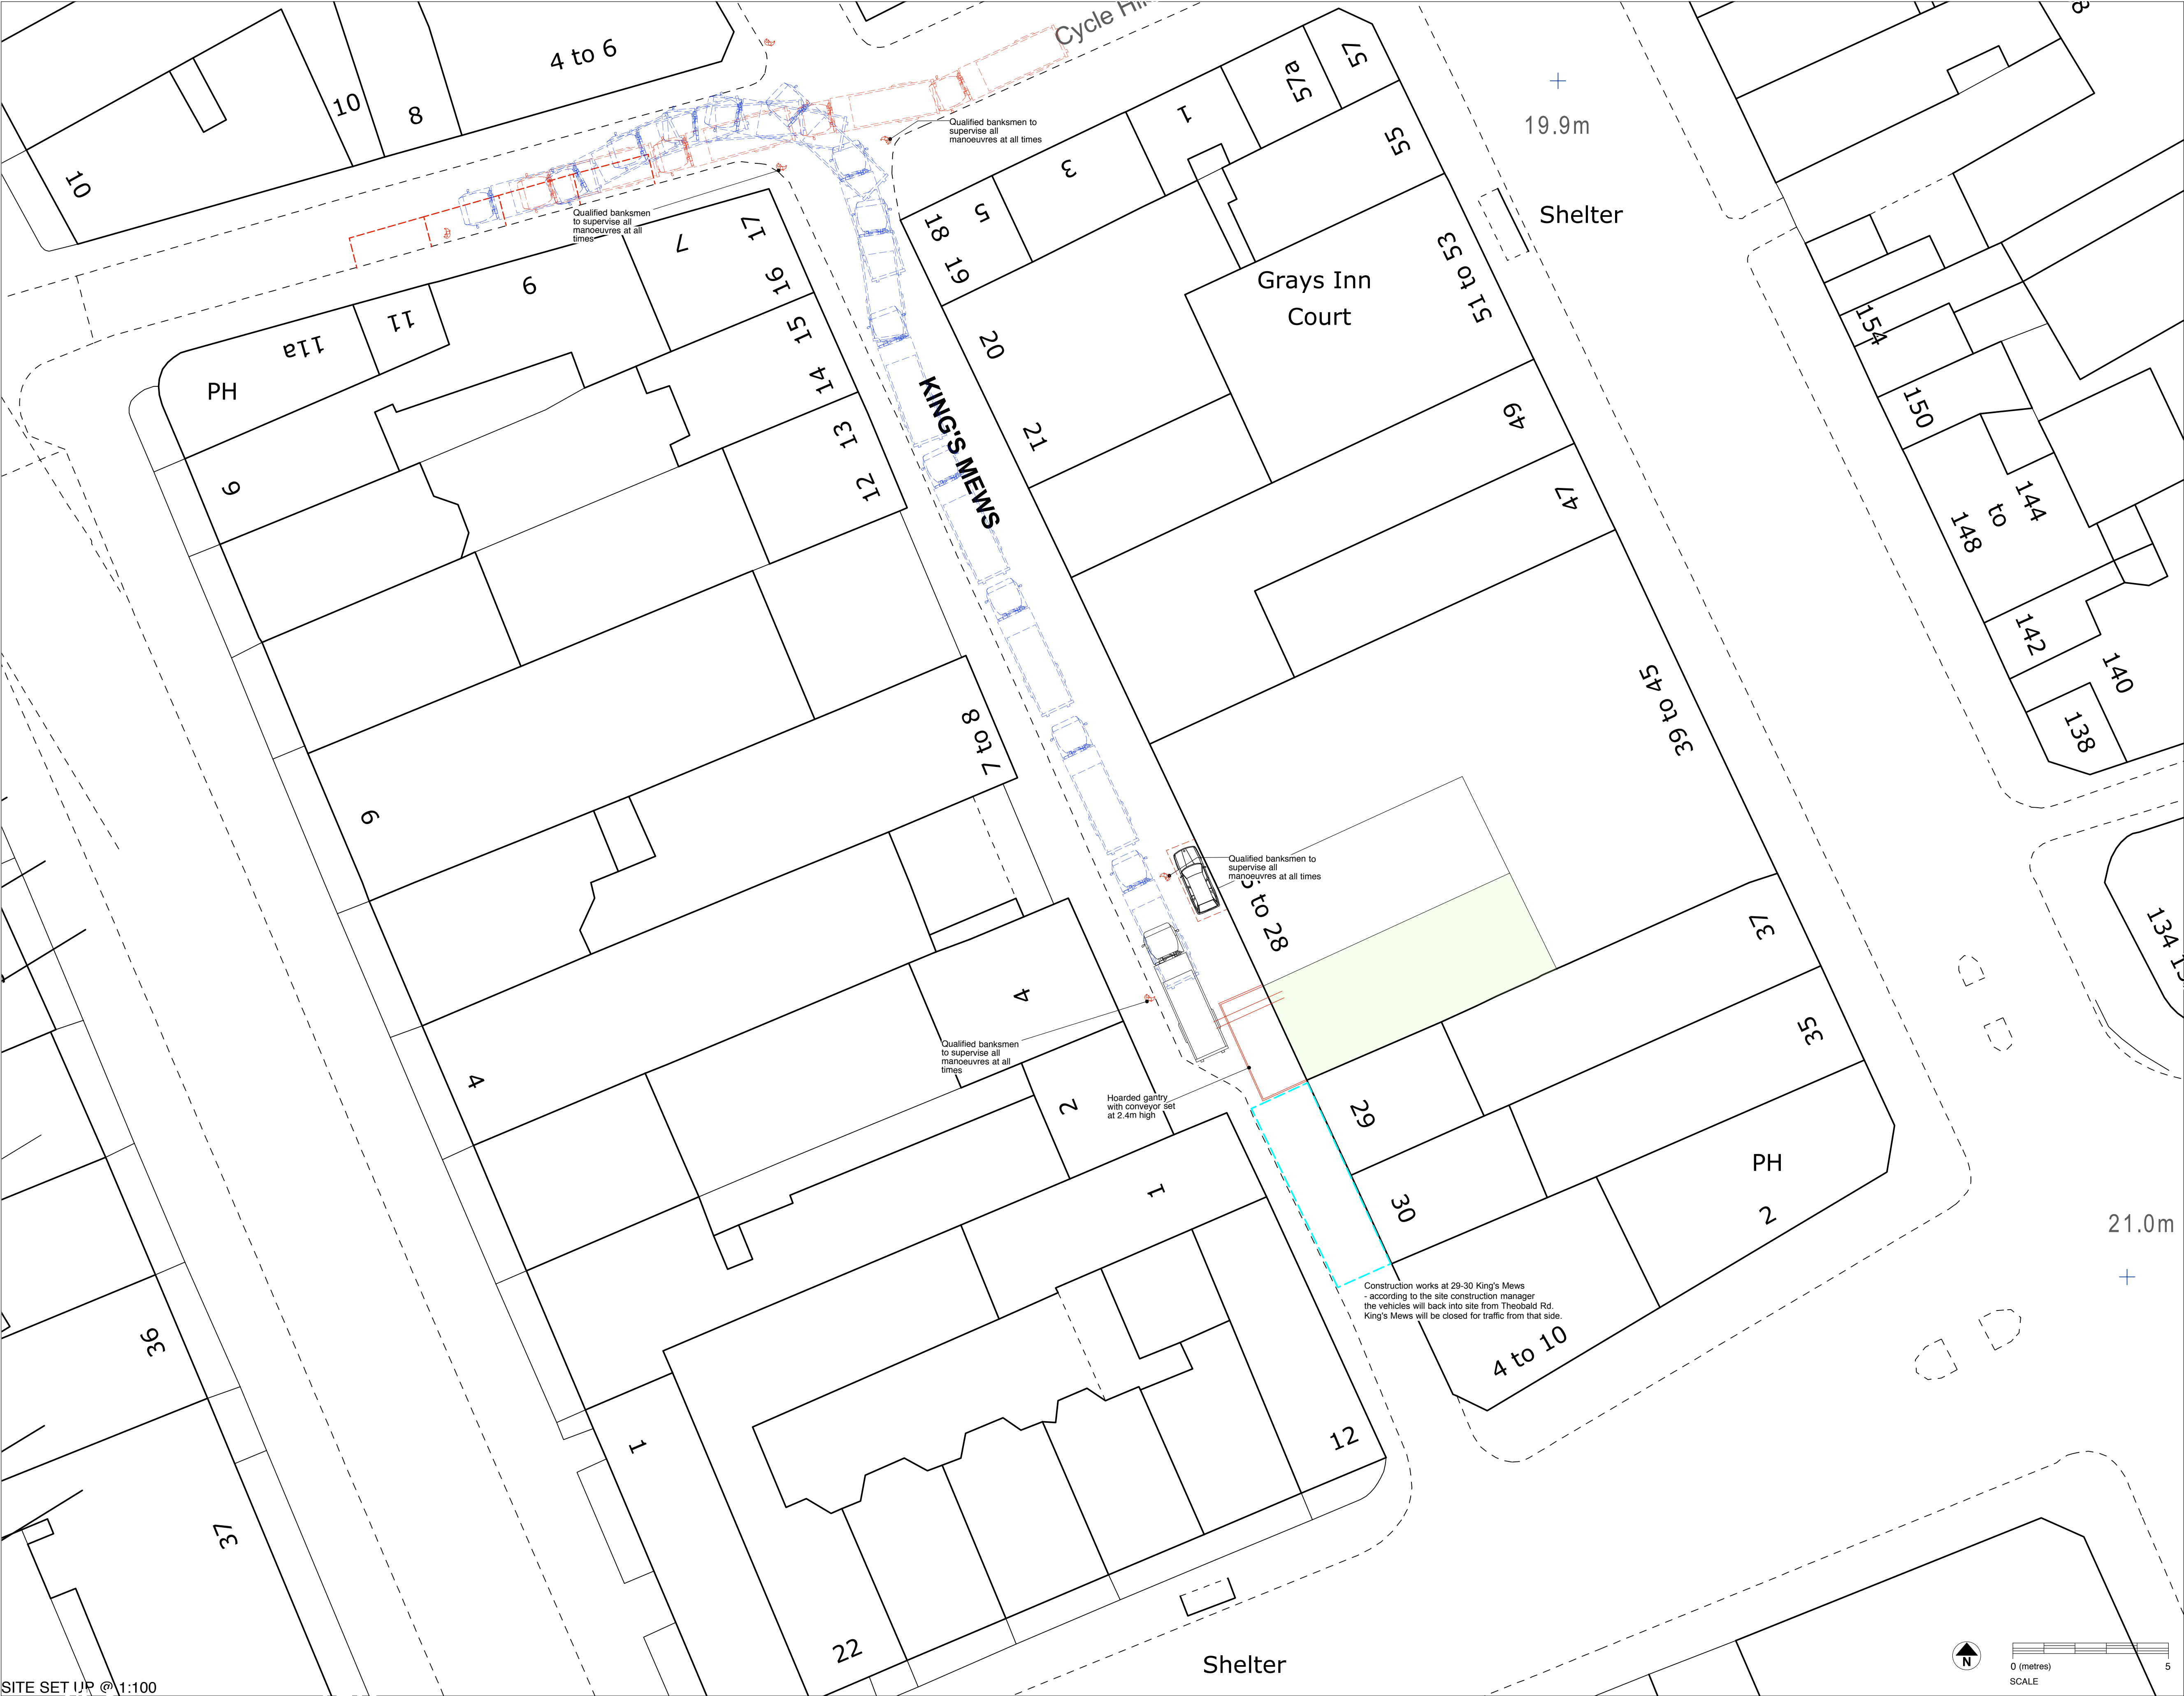 Cycle
4 to 6
10
8
10
57
57a
1
3
5
55
18
19
20
21
19.9m
Shelter
51 to 53
Grays Inn
Court
49
47
39 to 45
37
35
PH
2
4 to 10
154
150
144
to
148
142
140
138
134
21.0m
Qualified banksmen to
supervise all
manoeuvres at all times
Qualified banksmen
to supervise all
manoeuvres at all
times
17
16
15
14
13
12
7
9
11
11a
PH
6
KING'S MEWS
7 to 8
9
4
4
2
1
Qualified banksmen to
supervise all
manoeuvres at all times
to 28
Qualified banksmen
to supervise all
manoeuvres at all
times
Hoarded gantry
with conveyor set
at 2.4m high
29
30
Construction works at 29-30 King's Mews
- according to the site construction manager
the vehicles will back into site from Theobald Rd.
King's Mews will be closed for traffic from that side.
36
37
1
12
22
Shelter
N
0 (metres)
5
SCALE
SITE SET UP @ 1:100